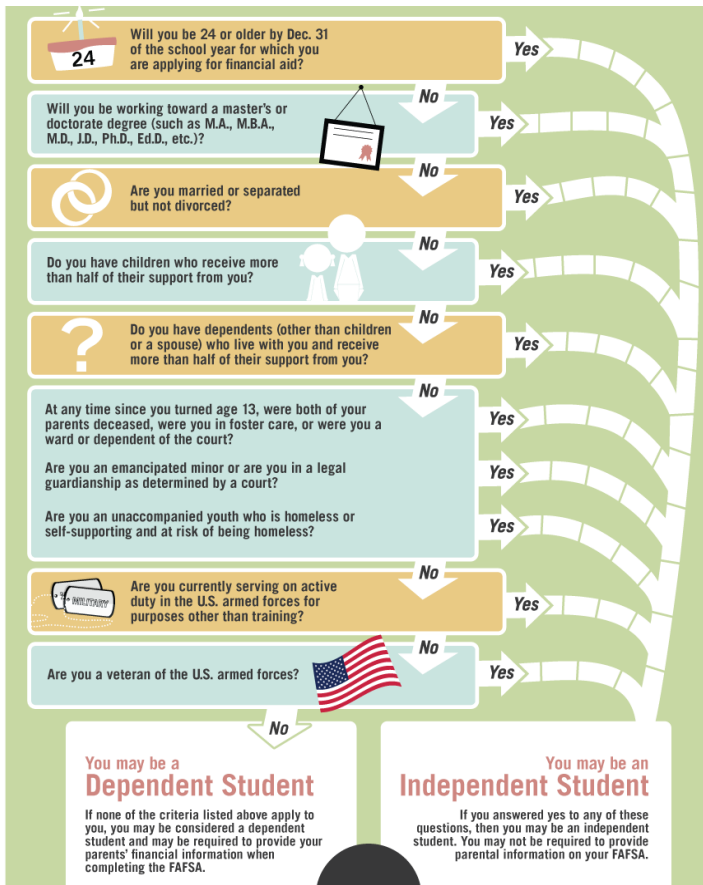 24
Will you be 24 or older by Dec. 31
of the school year for which you
are applying for financial aid?
Yes
No
Will you be working toward a master's or
doctorate degree (such as M.A., M.B.A.,
M.D., J.D., Ph.D., Ed.D., etc.)?
Yes
No
Are you married or separated
but not divorced?
Yes
No
Do you have children who receive more
than half of their support from you?
Yes
No
?
Do you have dependents (other than children
or a spouse) who live with you and receive
more than half of their support from you?
Yes
No
At any time since you turned age 13, were both of your
parents deceased, were you in foster care, or were you a
ward or dependent of the court?
Yes
Are you an emancipated minor or are you in a legal
guardianship as determined by a court?
Yes
Are you an unaccompanied youth who is homeless or
self-supporting and at risk of being homeless?
Yes
No
MILITARY
Are you currently serving on active
duty in the U.S. armed forces for
purposes other than training?
Yes
No
Are you a veteran of the U.S. armed forces?
Yes
No
You may be a
Dependent Student
If none of the criteria listed above apply to
you, you may be considered a dependent
student and may be required to provide your
parents' financial information when
completing the FAFSA.
You may be an
Independent Student
If you answered yes to any of these
questions, then you may be an independent
student. You may not be required to provide
parental information on your FAFSA.